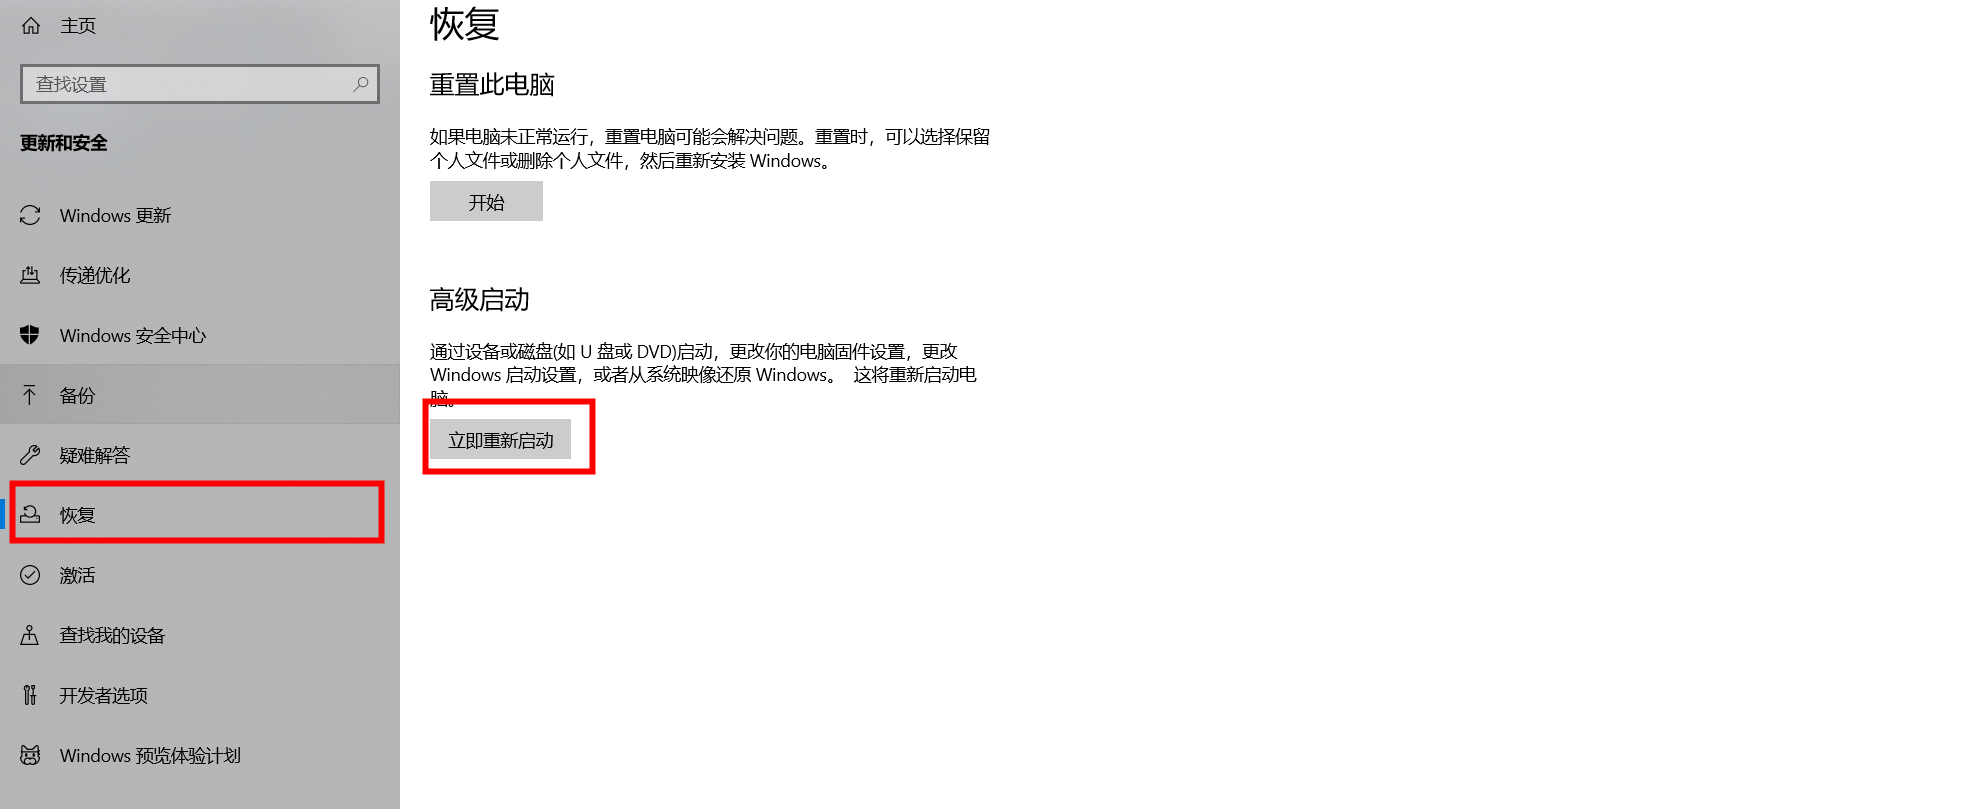 主页
查找设置
更新和安全
Windows 更新
传递优化
Windows 安全中心
备份
疑难解答
恢复
激活
查找我的设备
开发者选项
Windows 预览体验计划
恢复
重置此电脑
如果电脑未正常运行，重置电脑可能会解决问题。重置时，可以选择保留
个人文件或删除个人文件，然后重新安装 Windows。
开始
高级启动
通过设备或磁盘(如 U 盘或 DVD)启动，更改你的电脑固件设置，更改
Windows 启动设置，或者从系统映像还原 Windows。 这将重新启动电
脑。
立即重新启动